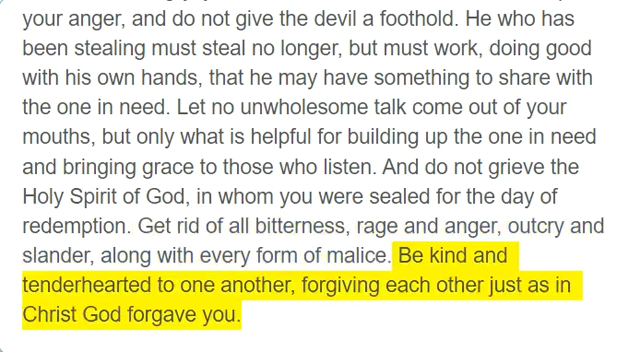 your anger, and do not give the devil a foothold. He who has
been stealing must steal no longer, but must work, doing good
with his own hands, that he may have something to share with
the one in need. Let no unwholesome talk come out of your
mouths, but only what is helpful for building up the one in need
and bringing grace to those who listen. And do not grieve the
Holy Spirit of God, in whom you were sealed for the day of
redemption. Get rid of all bitterness, rage and anger, outcry and
slander, along with every form of malice. Be kind and
tenderhearted to one another, forgiving each other just as in
Christ God forgave you.